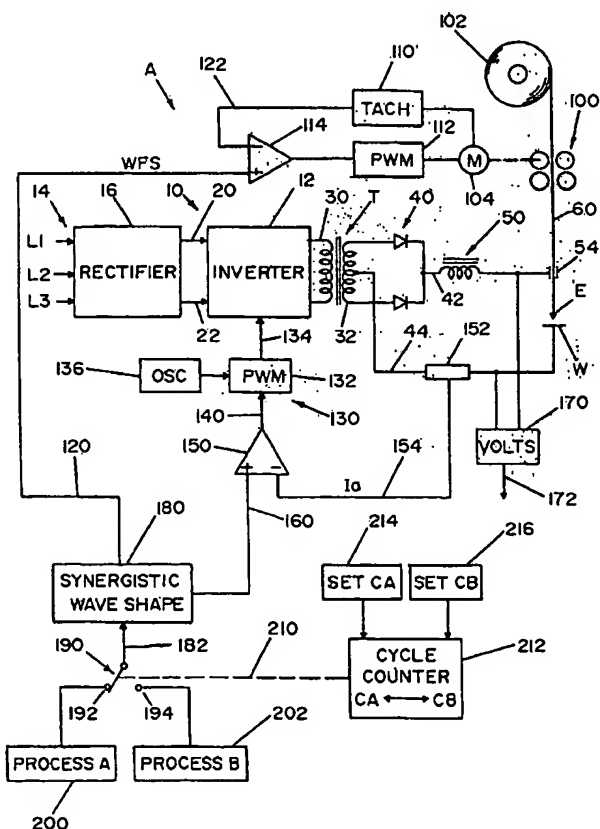 102
110'
122
A
TACH
100
114
112
PWM
M
WFS
104
14
16
10
20
12
30
T
40
50
60
54
L1
L2
L3
RECTIFIER
INVERTER
E
22
134
32
42
44
152
W
136
OSC
PWM
132
130
140
150
170
VOLTS
120
154
160
Ia
172
180
214
216
SYNERGISTIC
WAVE SHAPE
SET CA
SET CB
190
182
210
212
CYCLE
COUNTER
CA
CB
192
194
202
PROCESS A
PROCESS B
200